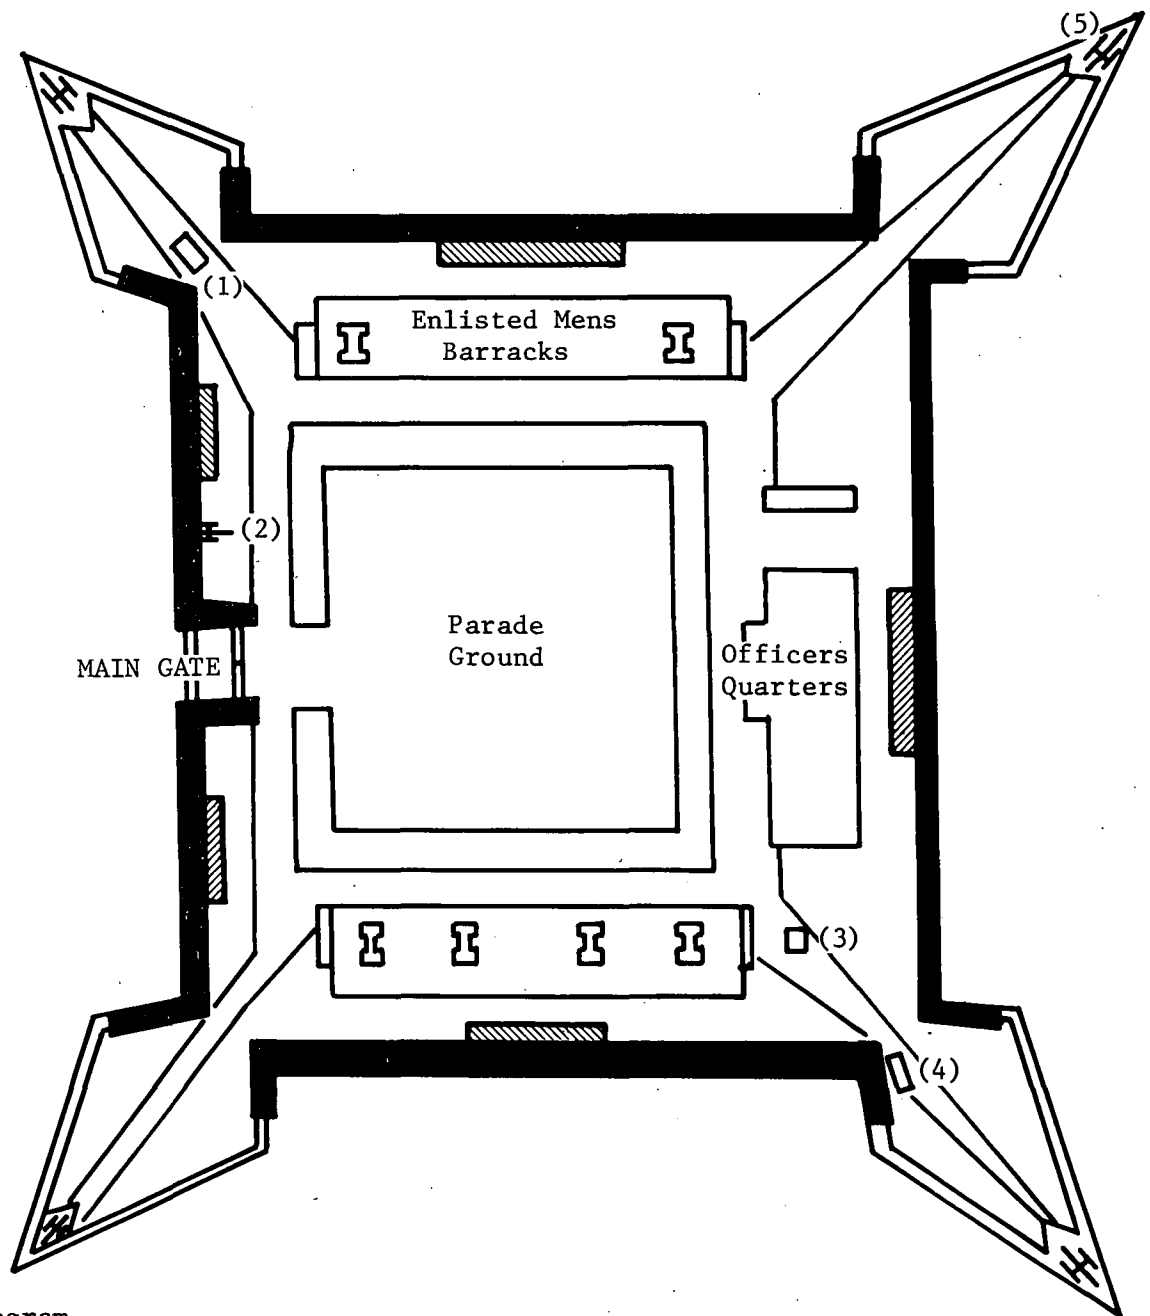 (5)
(1)
Enlisted Mens
Barracks
(2)
Parade
Ground
MAIN GATE
Officers
Quarters
(3)
(4)